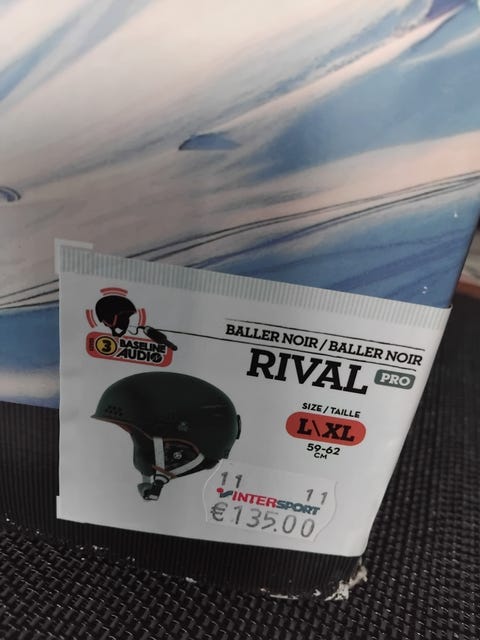 BALLER NOIR / BALLER NOIR
RIVAL PRO
3 BASELINE
AUDIO
SIZE / TAILLE
L\XL
59-62
CM
11 11
INTERSPORT
€135.00